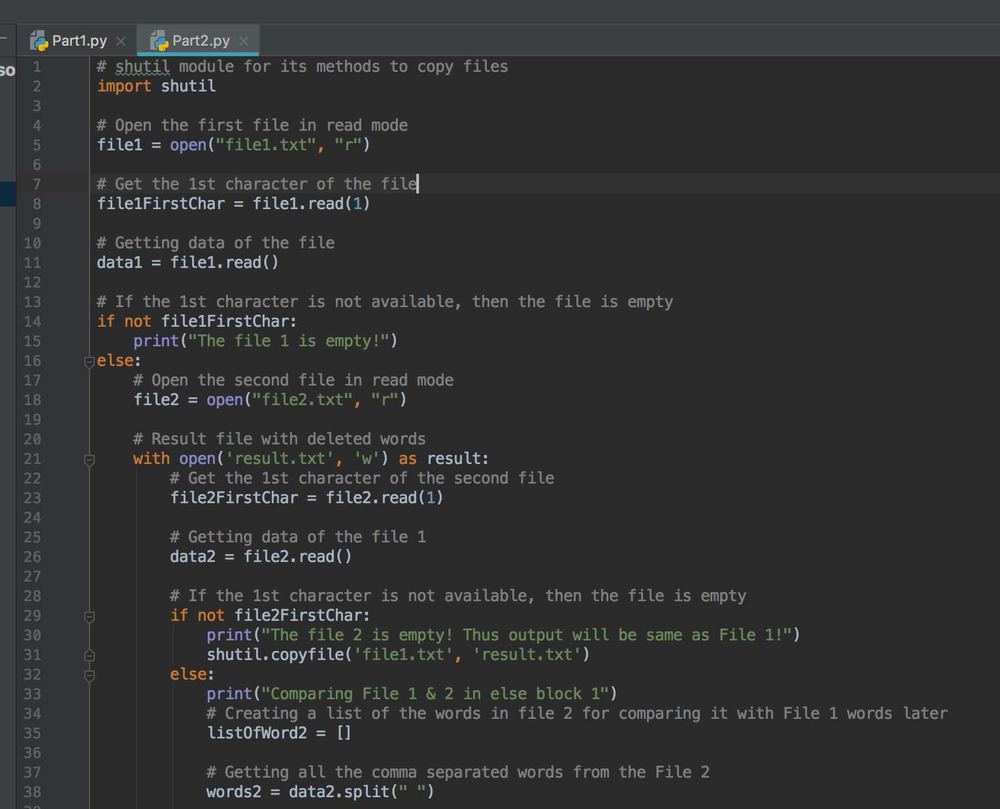 Part1.py Part2.py
so
1 # shutil module for its methods to copy files
2 import shutil
3
4 # Open the first file in read mode
5 file1 = open("file1.txt", "r")
6
7 # Get the 1st character of the file
8 file1FirstChar = file1.read(1)
9
10 # Getting data of the file
11 data1 = file1.read()
12
13 # If the 1st character is not available, then the file is empty
14 if not file1FirstChar:
15     print("The file 1 is empty!")
16 else:
17     # Open the second file in read mode
18     file2 = open("file2.txt", "r")
19
20     # Result file with deleted words
21     with open('result.txt', 'w') as result:
22         # Get the 1st character of the second file
23         file2FirstChar = file2.read(1)
24
25         # Getting data of the file 1
26         data2 = file2.read()
27
28         # If the 1st character is not available, then the file is empty
29         if not file2FirstChar:
30             print("The file 2 is empty! Thus output will be same as File 1!")
31             shutil.copyfile('file1.txt', 'result.txt')
32         else:
33             print("Comparing File 1 & 2 in else block 1")
34             # Creating a list of the words in file 2 for comparing it with File 1 words later
35             listOfWord2 = []
36
37             # Getting all the comma separated words from the File 2
38             words2 = data2.split(" ")